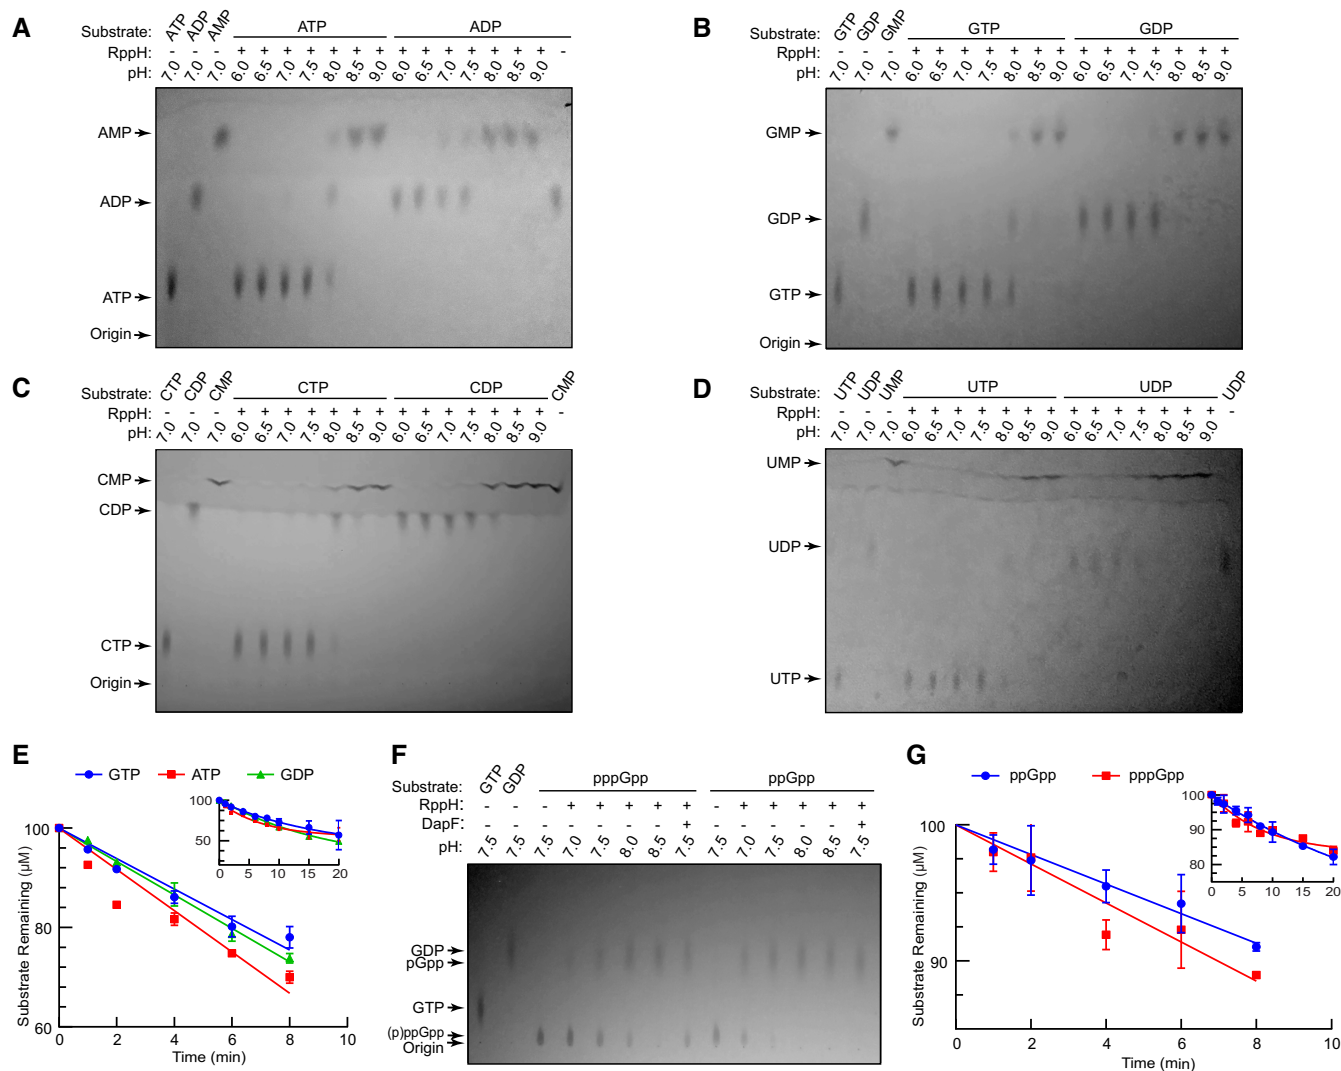 A
Substrate: ATP ADP AMP ATP ADP
RppH: - - - + + + + + + + + + + + + + + -
pH: 7.0 7.0 7.0 6.0 6.5 7.0 7.5 8.0 8.5 9.0 6.0 6.5 7.0 7.5 8.0 8.5 9.0 7.0
AMP
ADP
ATP
Origin
B
Substrate: GTP GDP GMP GTP GDP
RppH: - - - + + + + + + + + + + + + + +
pH: 7.0 7.0 7.0 6.0 6.5 7.0 7.5 8.0 8.5 9.0 6.0 6.5 7.0 7.5 8.0 8.5 9.0
GMP
GDP
GTP
Origin
C
Substrate: CTP CDP CMP CTP CDP CMP
RppH: - - - + + + + + + + + + + + + + + -
pH: 7.0 7.0 7.0 6.0 6.5 7.0 7.5 8.0 8.5 9.0 6.0 6.5 7.0 7.5 8.0 8.5 9.0 7.0
CMP
CDP
CTP
Origin
D
Substrate: UTP UDP UMP UTP UDP UDP
RppH: - - - + + + + + + + + + + + + + + -
pH: 7.0 7.0 7.0 6.0 6.5 7.0 7.5 8.0 8.5 9.0 6.0 6.5 7.0 7.5 8.0 8.5 9.0 7.0
UMP
UDP
UTP
E
GTP ATP GDP
100
50
0 5 10 15 20
100
80
60
Substrate Remaining (µM)
0 2 4 6 8 10
Time (min)
F
Substrate: GTP GDP pppGpp ppGpp
RppH: - - - + + + + + - + + + + +
DapF: - - - - - - - + - - - - - +
pH: 7.5 7.5 7.5 7.0 7.5 8.0 8.5 7.5 7.5 7.0 7.5 8.0 8.5 7.5
GDP
pGpp
GTP
(p)ppGpp
Origin
G
ppGpp pppGpp
100
90
80
0 5 10 15 20
100
90
Substrate Remaining (µM)
0 2 4 6 8 10
Time (min)